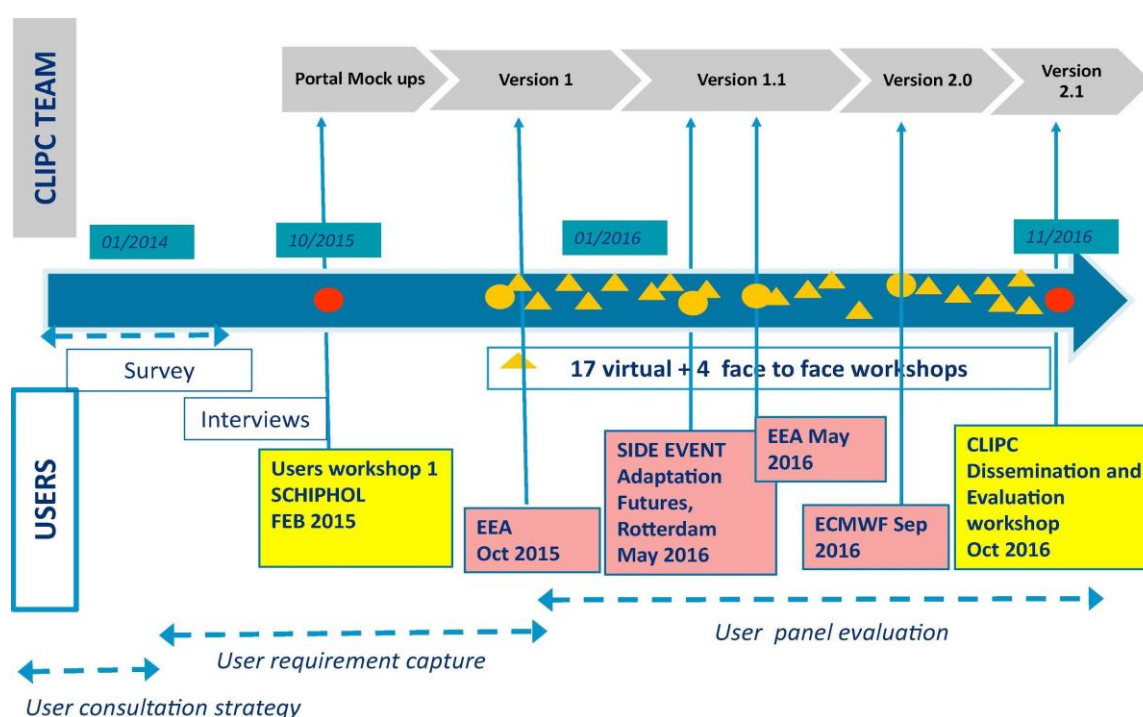 CLIPC TEAM
Portal Mock ups
Version 1
Version 1.1
Version 2.0
Version
2.1
01/2014
10/2015
01/2016
11/2016
Survey
17 virtual + 4 face to face workshops
Interviews
USERS
Users workshop 1
SCHIPHOL
FEB 2015
EEA
Oct 2015
SIDE EVENT
Adaptation
Futures,
Rotterdam
May 2016
EEA May
2016
ECMWF Sep
2016
CLIPC
Dissemination and
Evaluation
workshop
Oct 2016
User panel evaluation
User requirement capture
User consultation strategy